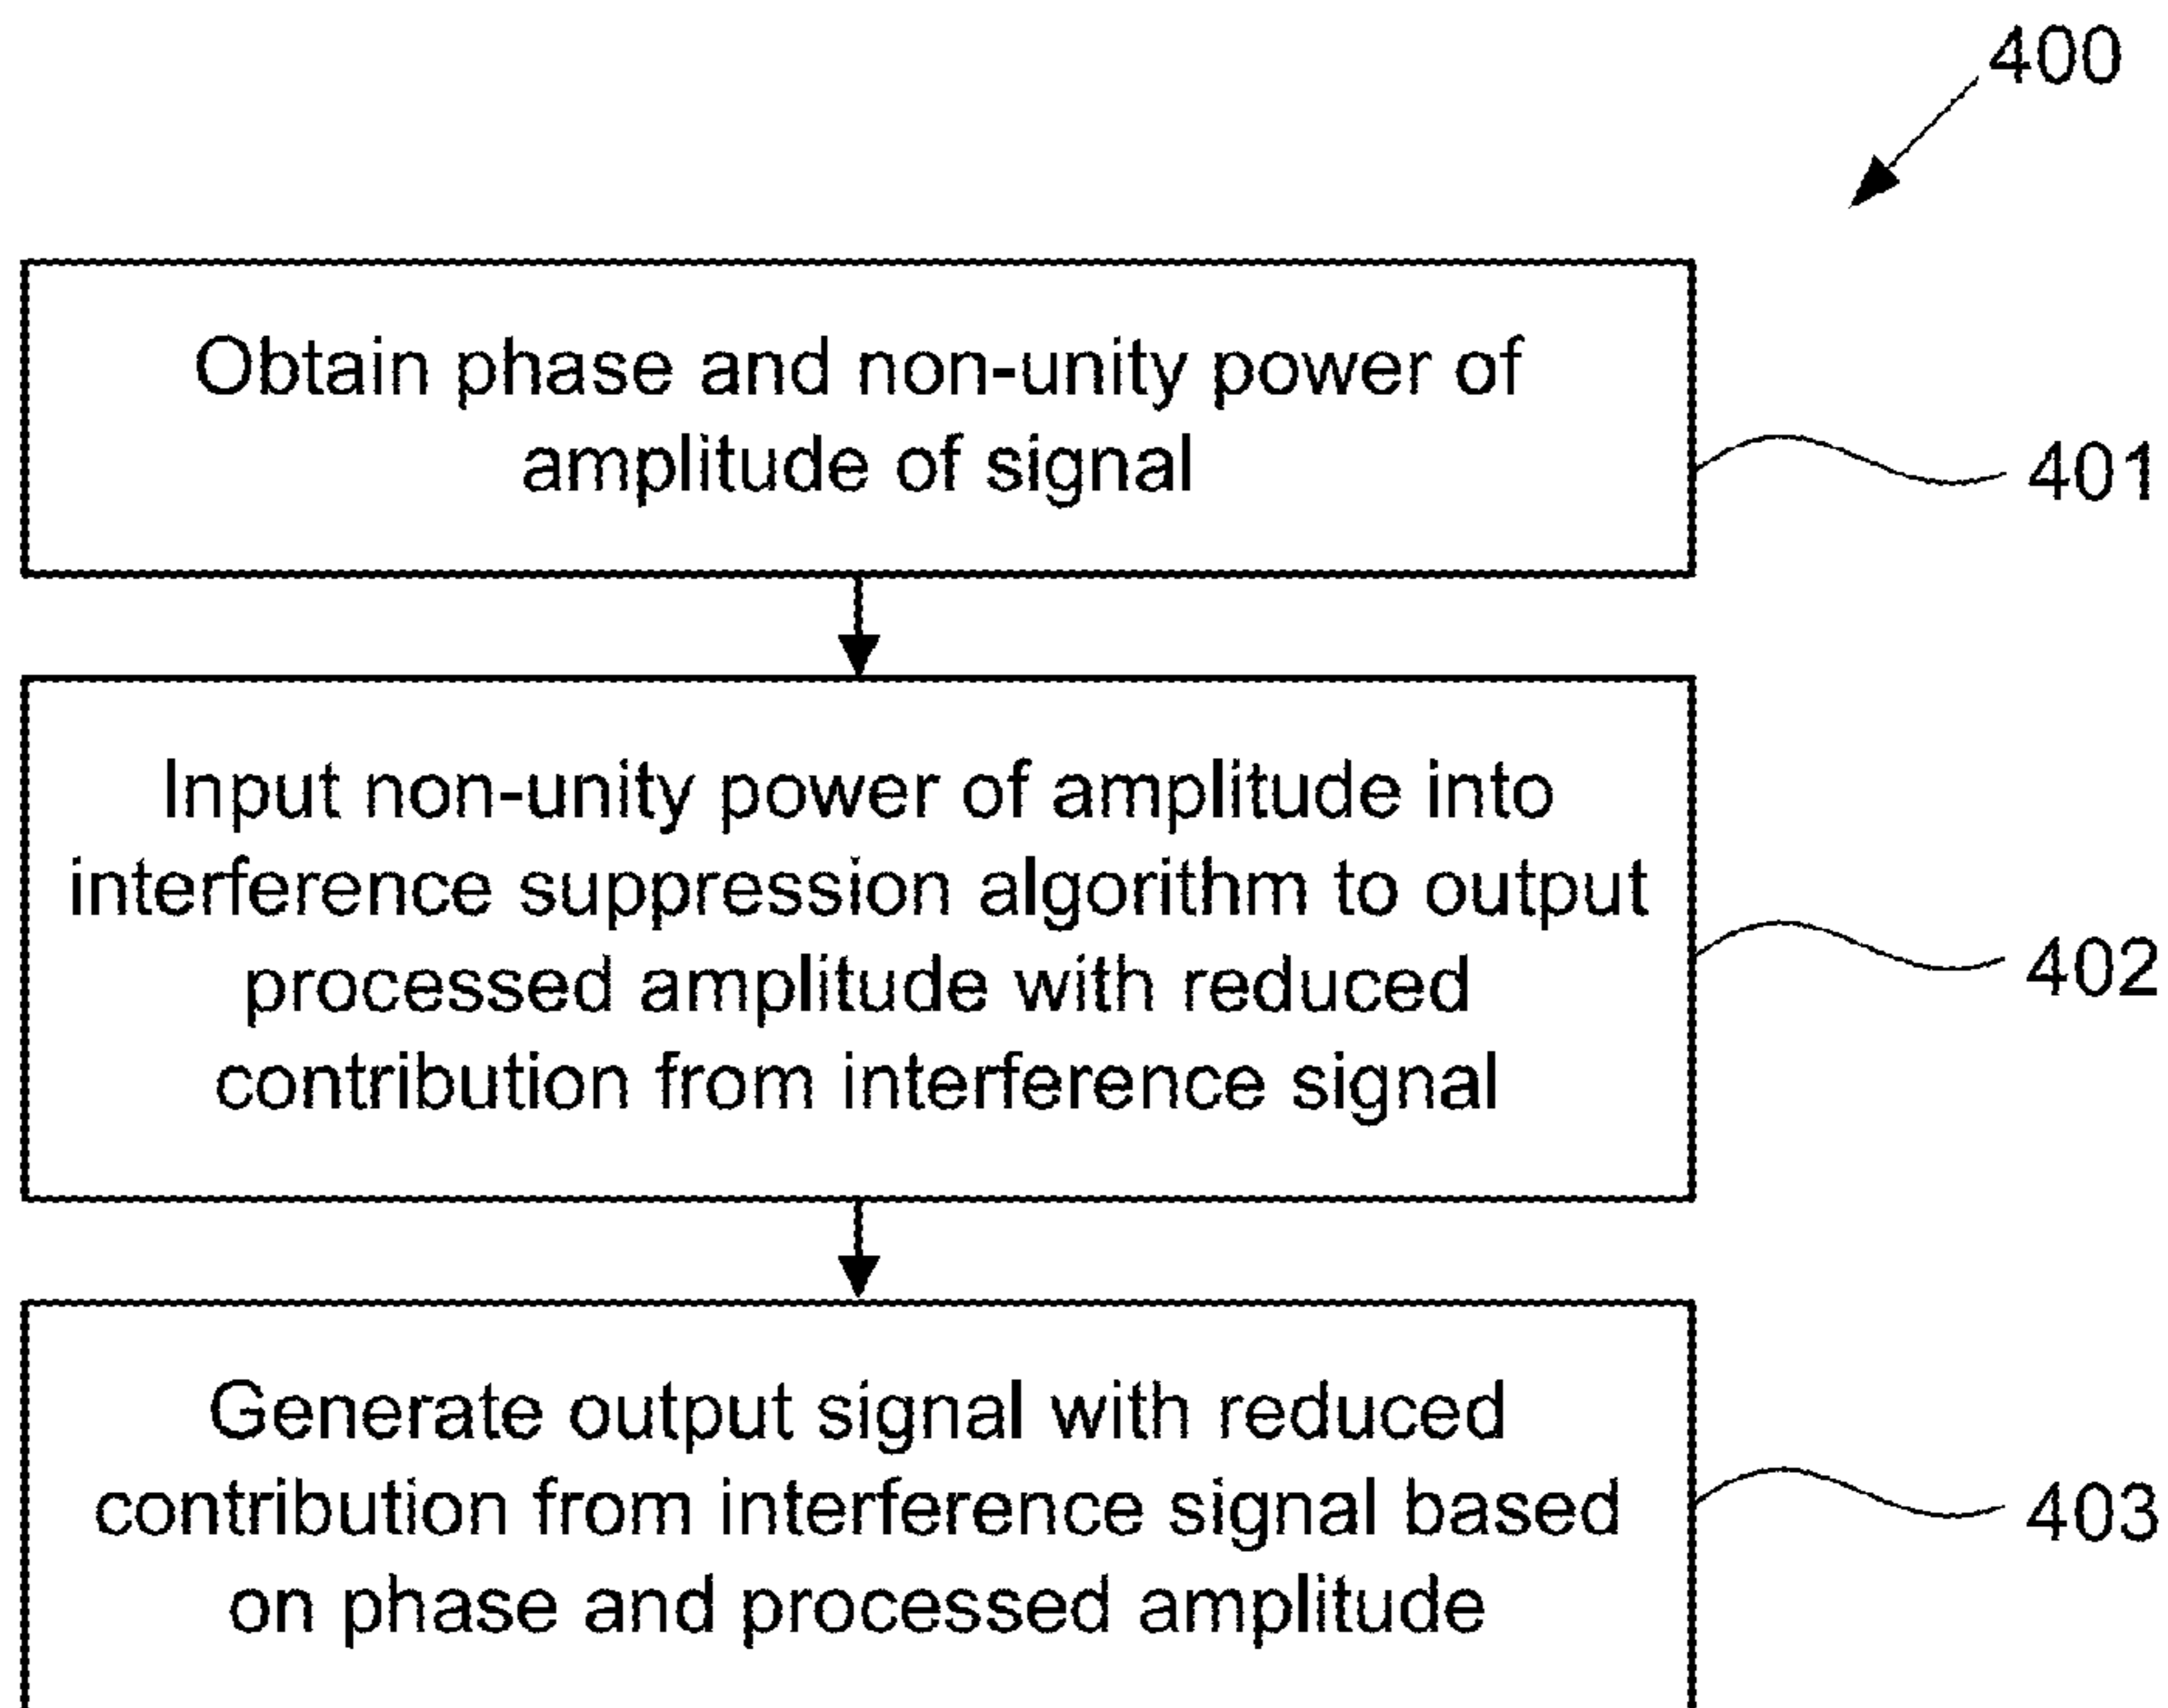 400
Obtain phase and non-unity power of
amplitude of signal
401
Input non-unity power of amplitude into
interference suppression algorithm to output
processed amplitude with reduced
contribution from interference signal
402
Generate output signal with reduced
contribution from interference signal based
on phase and processed amplitude
403